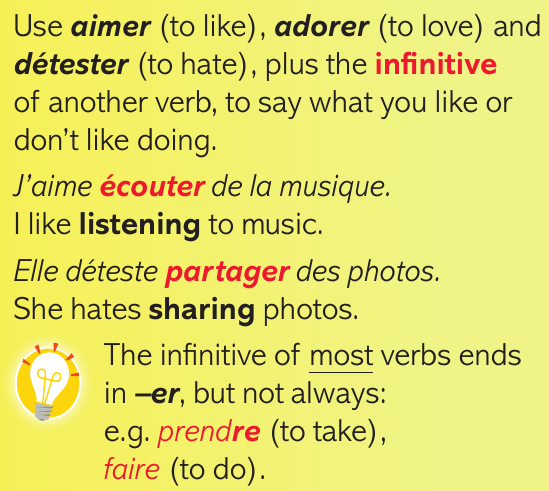 Use aimer (to like), adorer (to love) and
détester (to hate), plus the infinitive
of another verb, to say what you like or
don't like doing.
J'aime écouter de la musique.
I like listening to music.
Elle déteste partager des photos.
She hates sharing photos.
The infinitive of most verbs ends
in –er, but not always:
e.g. prendre (to take),
faire (to do).